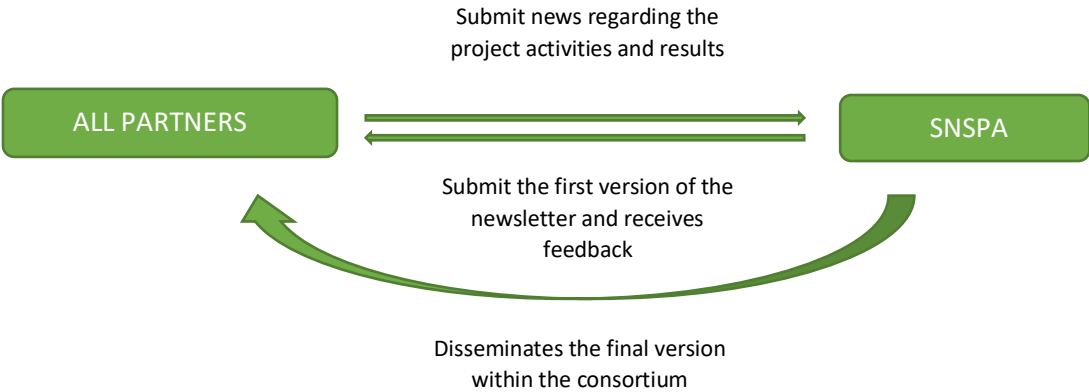 Submit news regarding the
project activities and results
ALL PARTNERS
SNSPA
Submit the first version of the
newsletter and receives
feedback
Disseminates the final version
within the consortium